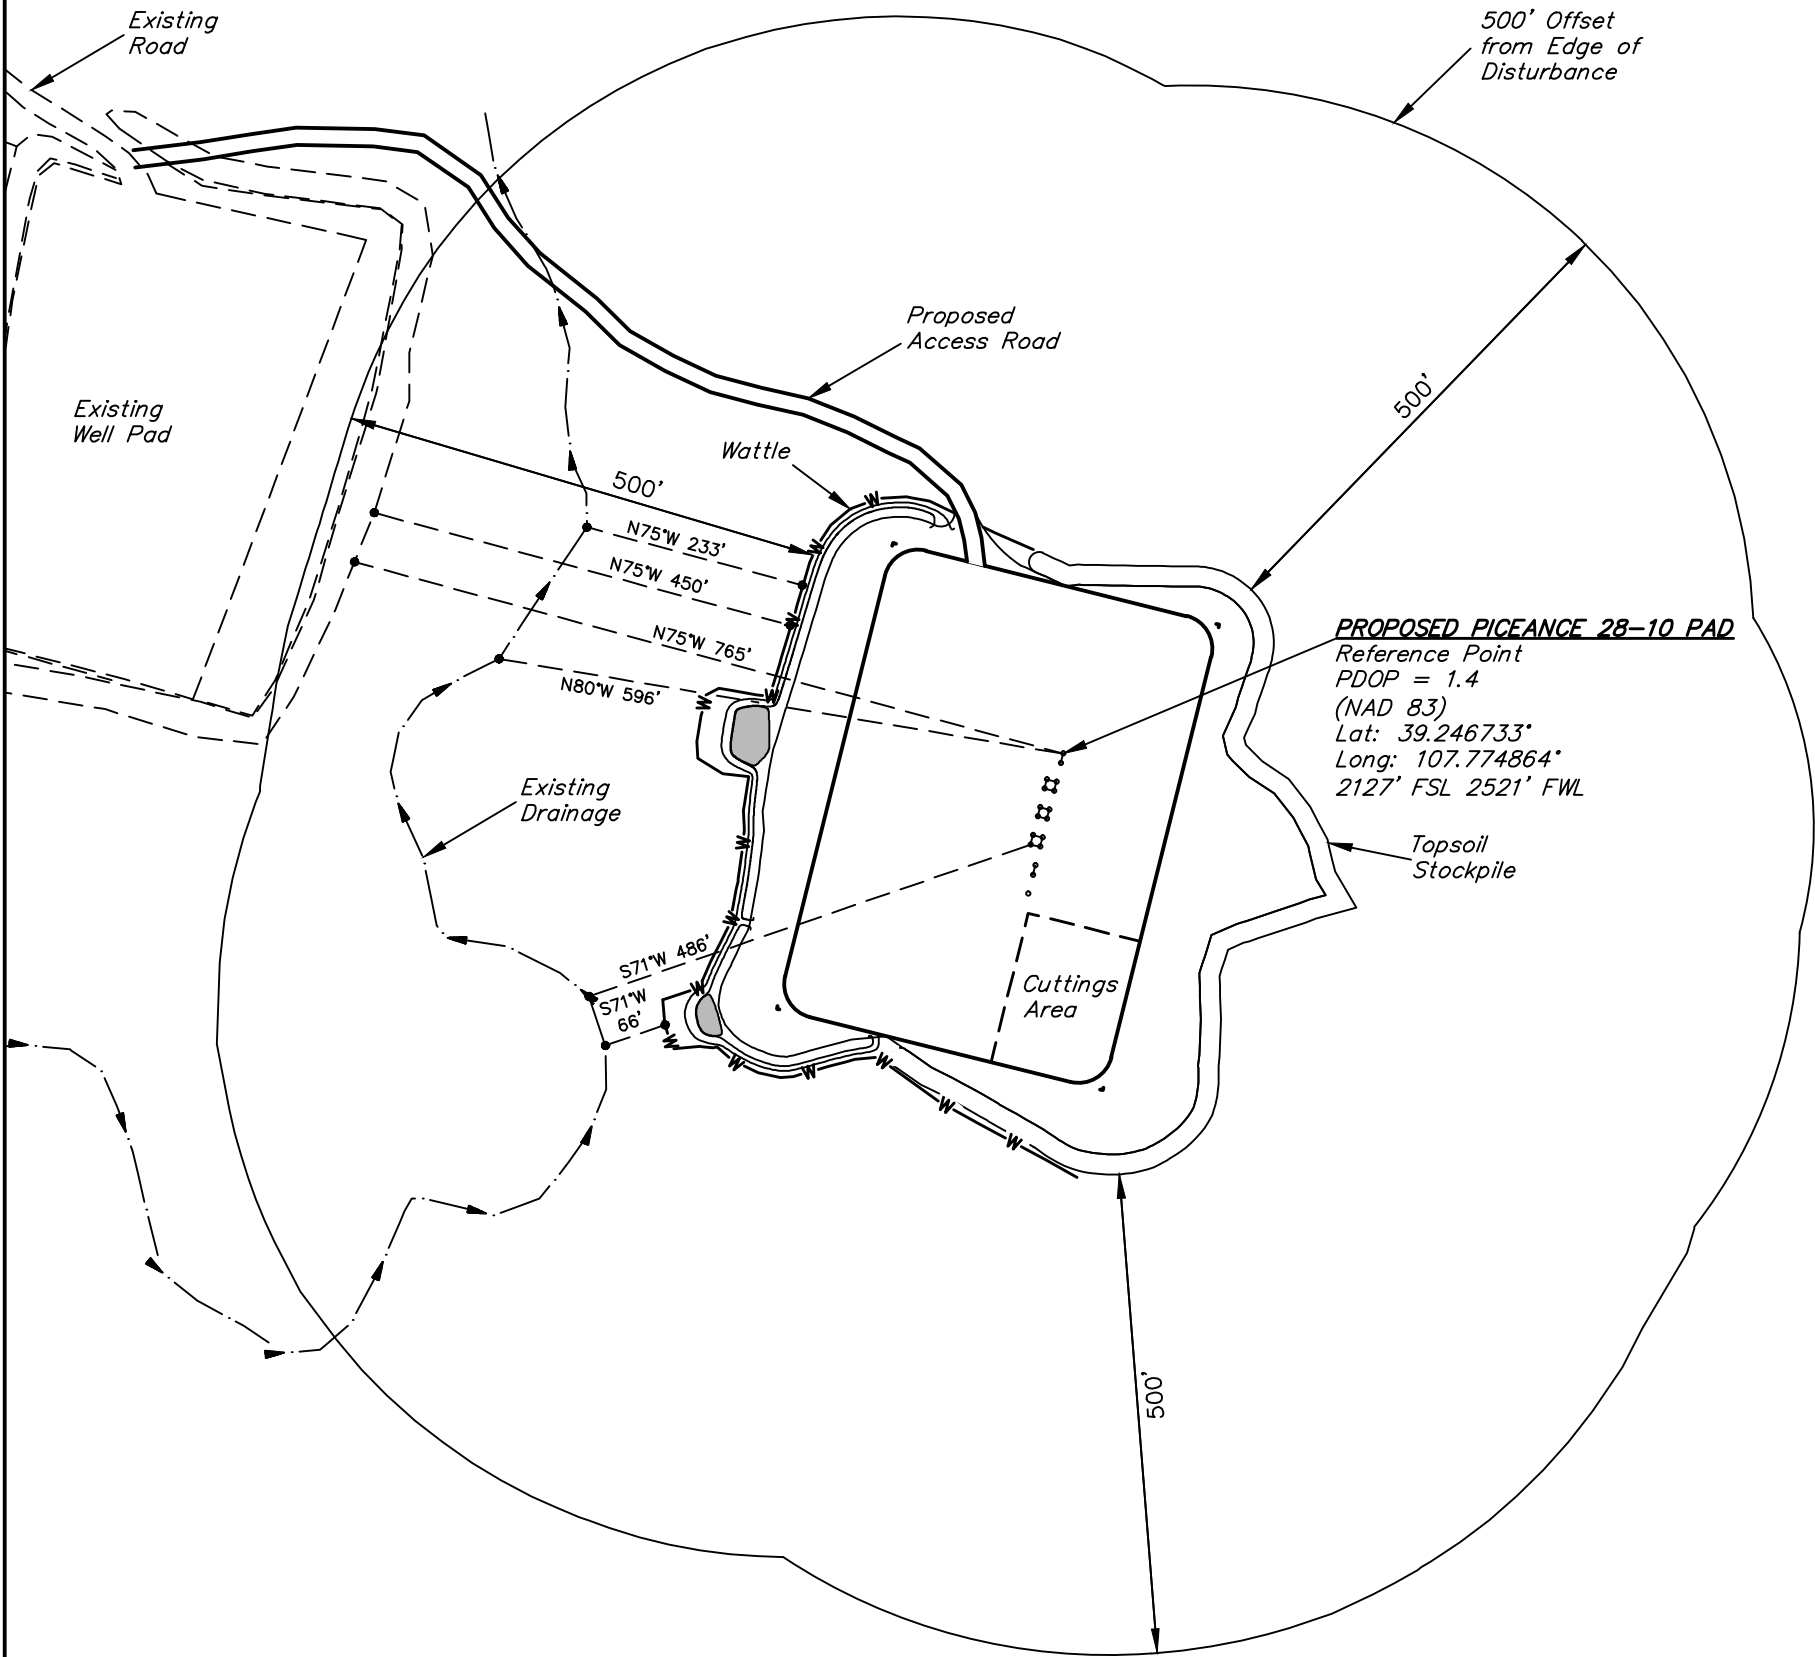 Existing
Road
500' Offset
from Edge of
Disturbance
Proposed
Access Road
500'
Existing
Well Pad
Wattle
500'
N75°W 233'
N75°W 450'
N75°W 765'
N80°W 596'
PROPOSED PICEANCE 28-10 PAD
Reference Point
PDOP = 1.4
(NAD 83)
Lat: 39.246733°
Long: 107.774864°
2127' FSL 2521' FWL
Existing
Drainage
Topsoil
Stockpile
S71°W 486'
S71°W
66'
Cuttings
Area
500'
W
W
W
W
W
W
W
W
W
W
W
W
W
W